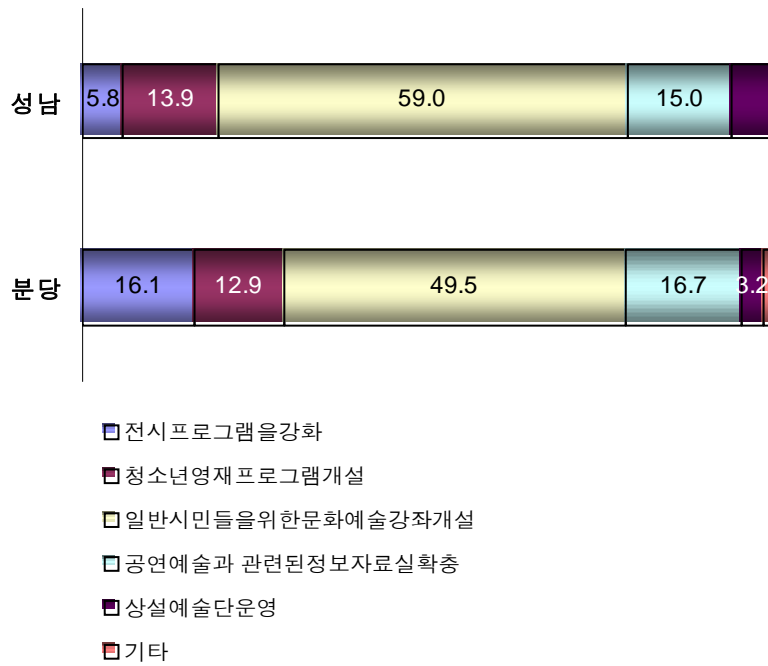 성남 5.8 13.9 59.0 15.0
분당 16.1 12.9 49.5 16.7 3.2
전시프로그램을강화
청소년영재프로그램개설
일반시민들을위한문화예술강좌개설
공연예술과 관련된정보자료실확충
상설예술단운영
기타